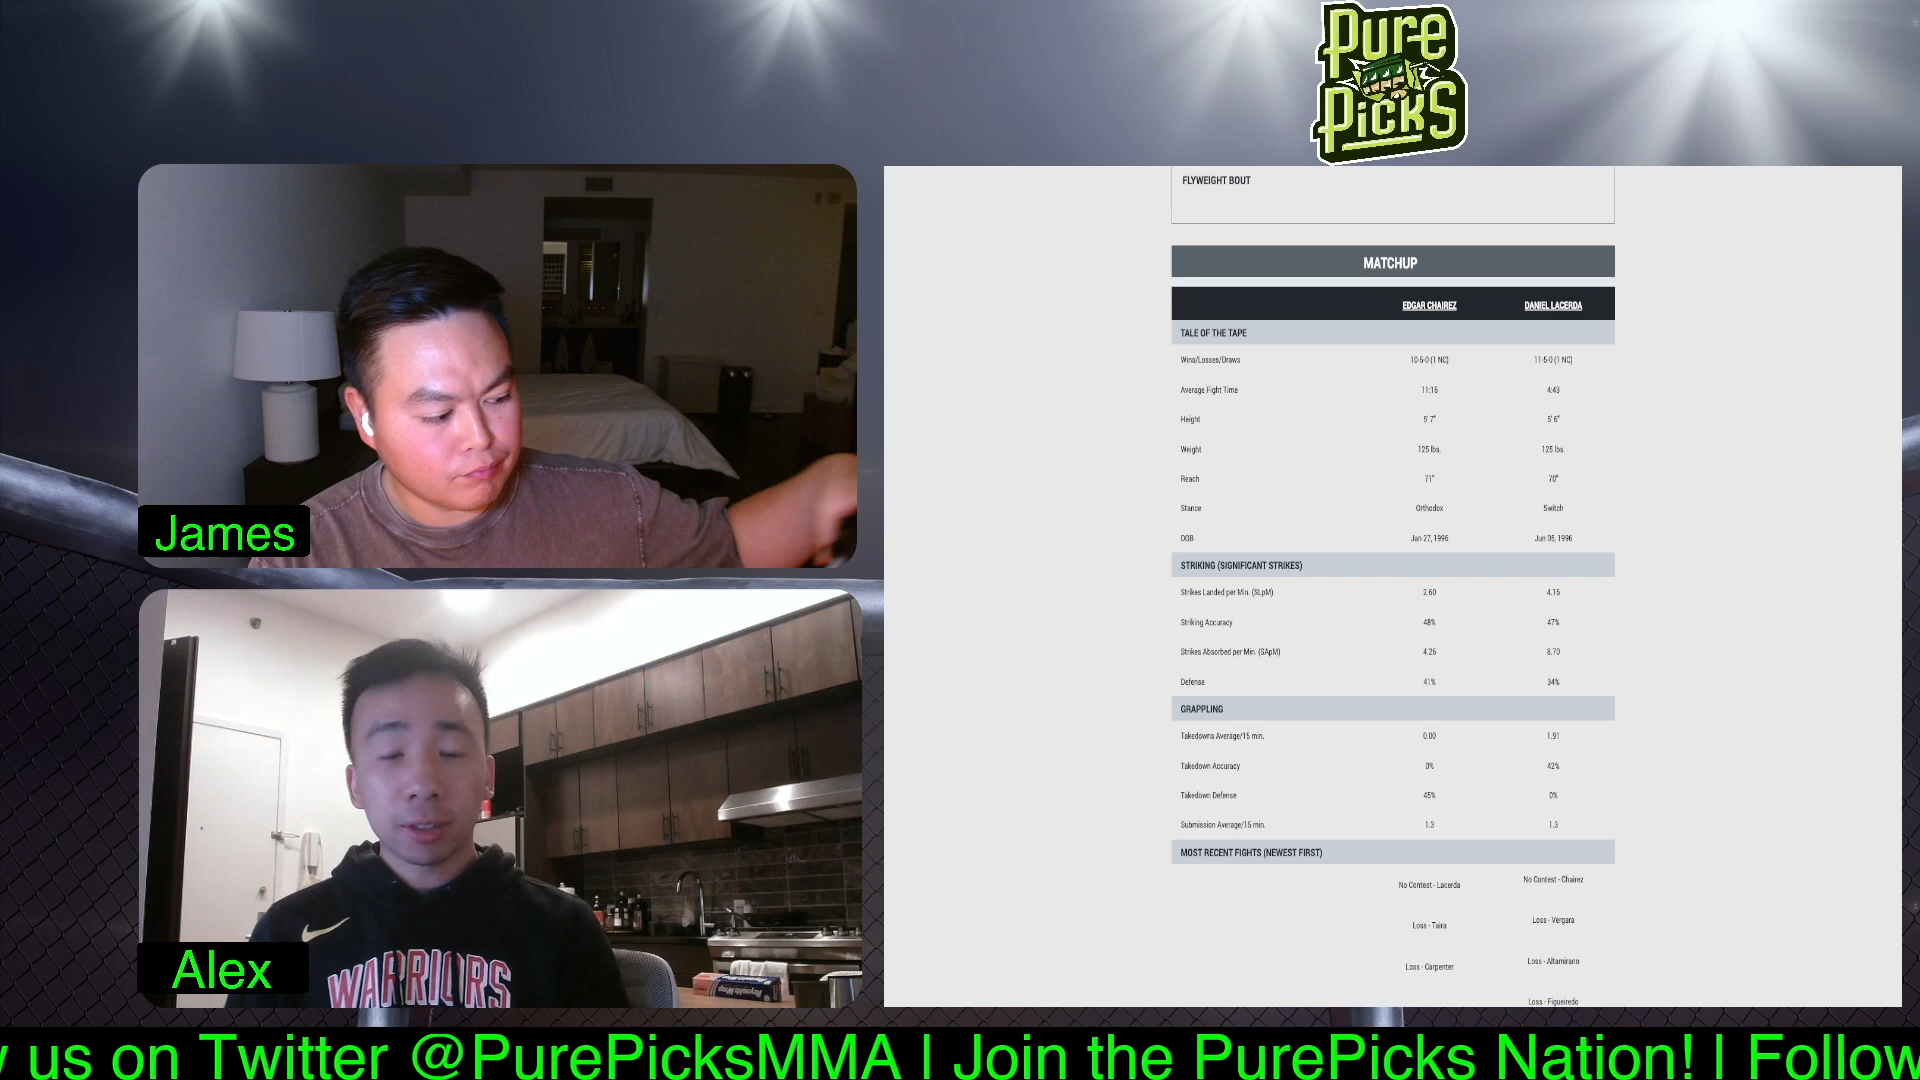 Pure
Picks
James
Alex
WARRIORS
Reynolds Wrap
FLYWEIGHT BOUT
MATCHUP
EDGAR CHAIREZ DANIEL LACERDA
TALE OF THE TAPE
Wins/Losses/Draws 10-5-0 (1 NC) 11-5-0 (1 NC)
Average Fight Time 11:16 4:43
Height 5' 7" 5' 6"
Weight 125 lbs. 125 lbs.
Reach 71" 70"
Stance Orthodox Switch
DOB Jan 27, 1996 Jun 05, 1996
STRIKING (SIGNIFICANT STRIKES)
Strikes Landed per Min. (SLpM) 2.60 4.16
Striking Accuracy 48% 47%
Strikes Absorbed per Min. (SApM) 4.26 8.70
Defense 41% 34%
GRAPPLING
Takedowns Average/15 min. 0.00 1.91
Takedown Accuracy 0% 42%
Takedown Defense 45% 0%
Submission Average/15 min. 1.3 1.3
MOST RECENT FIGHTS (NEWEST FIRST)
No Contest - Lacerda No Contest - Chairez
Loss - Taira Loss - Vergara
Loss - Carpenter Loss - Altamirano
Loss - Figueiredo
y us on Twitter @PurePicksMMA | Join the PurePicks Nation! | Follow